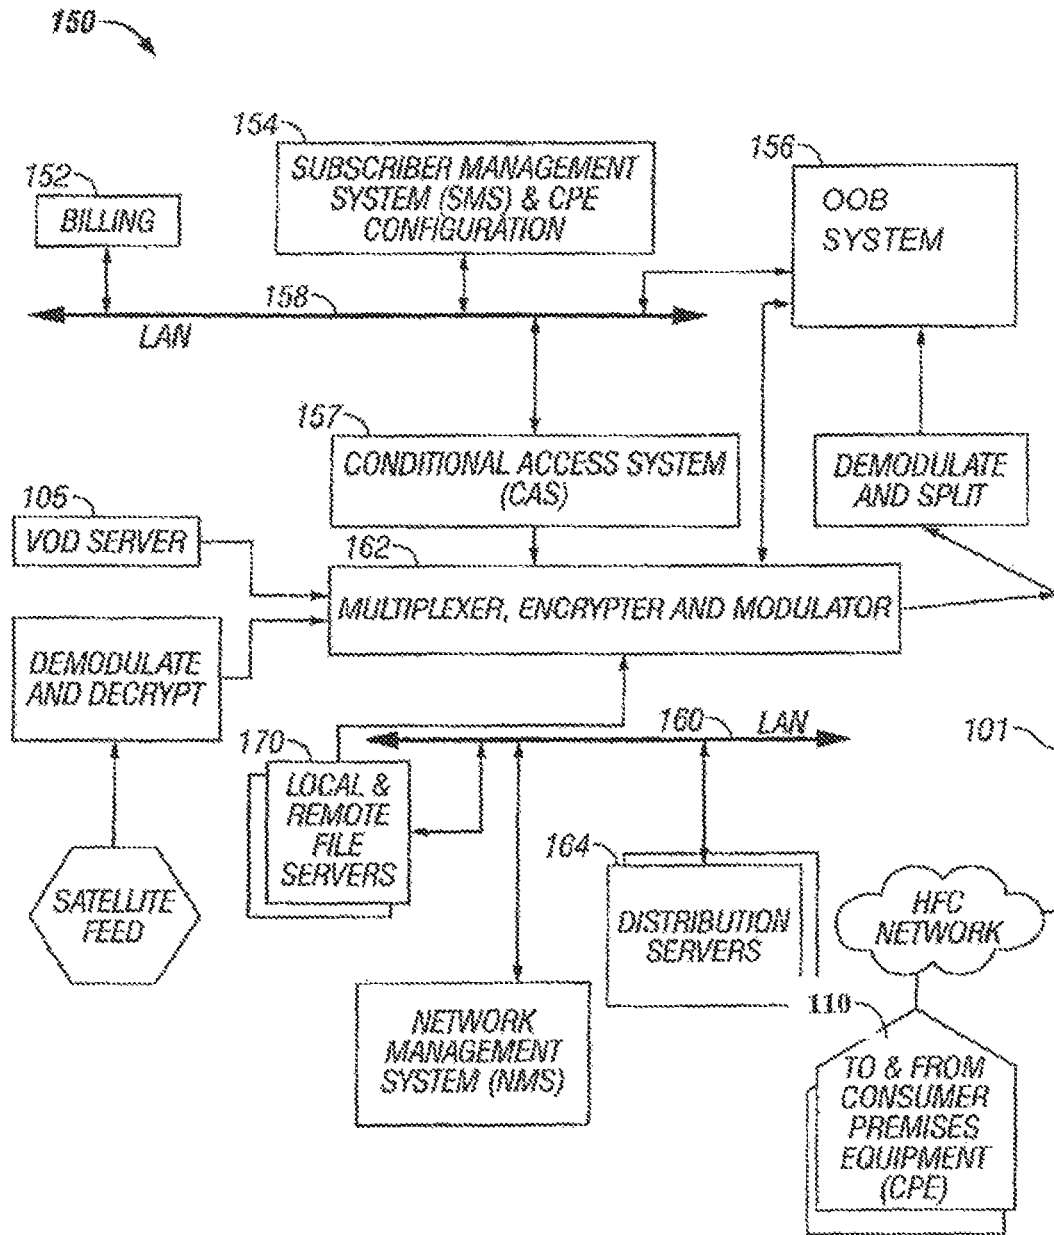 150
154
SUBSCRIBER MANAGEMENT
SYSTEM (SMS) & CPE
CONFIGURATION
156
OOB
SYSTEM
152
BILLING
158
LAN
157
CONDITIONAL ACCESS SYSTEM
(CAS)
DEMODULATE
AND SPLIT
105
VOD SERVER
162
MULTIPLEXER, ENCRYPTER AND MODULATOR
DEMODULATE
AND DECRYPT
160
LAN
101
170
LOCAL &
REMOTE
FILE
SERVERS
164
DISTRIBUTION
SERVERS
SATELLITE
FEED
HFC
NETWORK
NETWORK
MANAGEMENT
SYSTEM (NMS)
110
TO & FROM
CONSUMER
PREMISES
EQUIPMENT
(CPE)